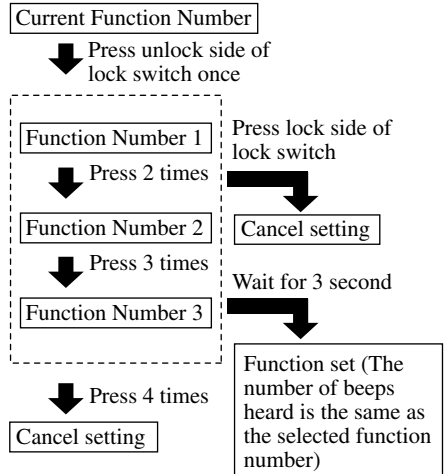 Current Function Number
Press unlock side of
lock switch once
Function Number 1
Press 2 times
Function Number 2
Press 3 times
Function Number 3
Press 4 times
Cancel setting
Press lock side of
lock switch
Cancel setting
Wait for 3 second
Function set (The
number of beeps
heard is the same as
the selected function
number)